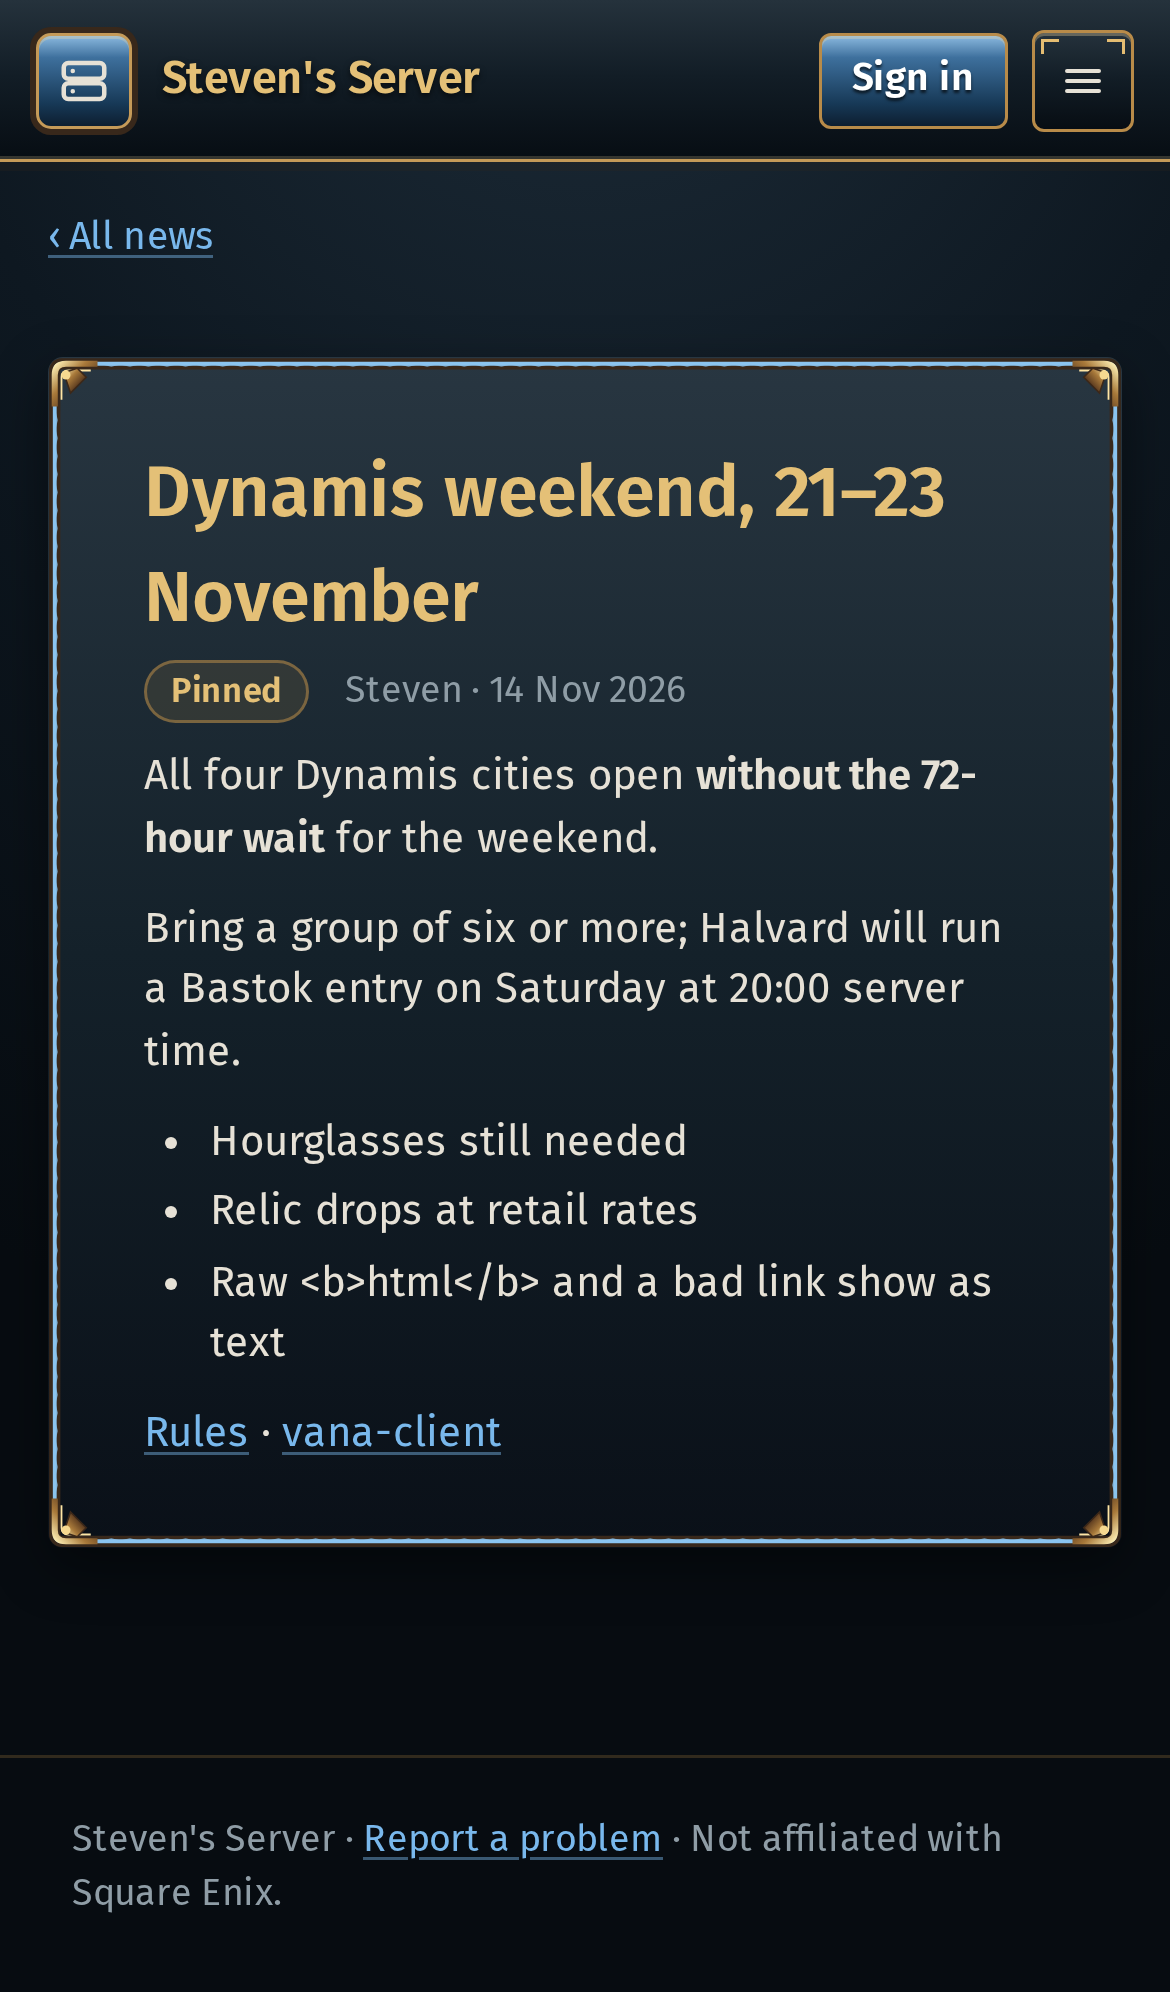 Steven's Server
Sign in
‹ All news
Dynamis weekend, 21–23
November
Pinned
Steven · 14 Nov 2026
All four Dynamis cities open without the 72-
hour wait for the weekend.
Bring a group of six or more; Halvard will run
a Bastok entry on Saturday at 20:00 server
time.
• Hourglasses still needed
• Relic drops at retail rates
• Raw <b>html</b> and a bad link show as
text
Rules · vana-client
Steven's Server · Report a problem · Not affiliated with
Square Enix.